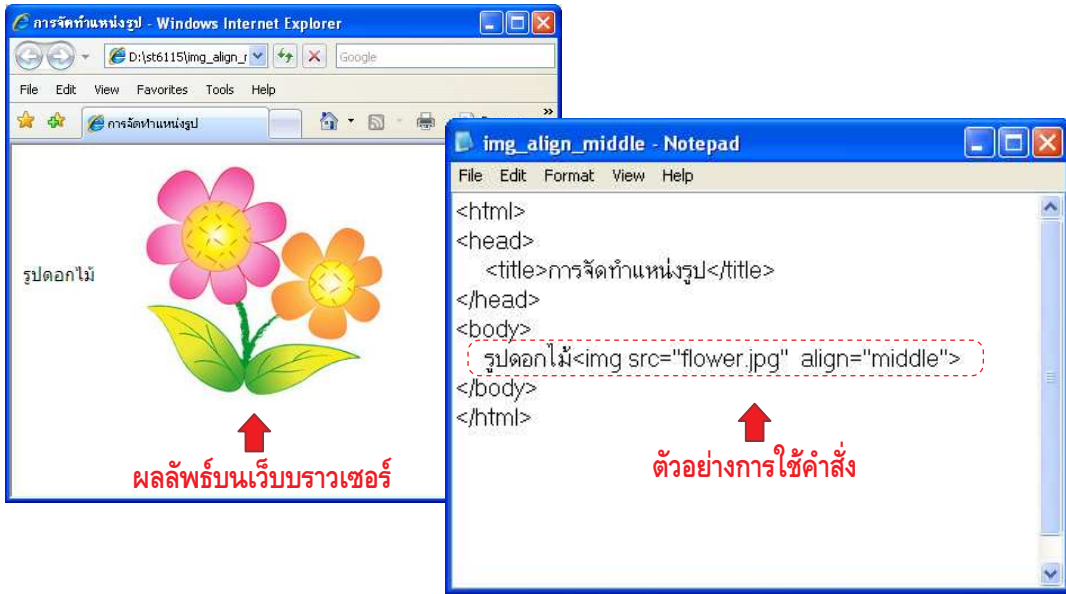 การจัดทำแหน่งรูป - Windows Internet Explorer
D:\st6115\img_align_r
Google
File Edit View Favorites Tools Help
การจัดทำแหน่งรูป
»
รูปดอกไม้
ผลลัพธ์บนเว็บบราวเซอร์
img_align_middle - Notepad
File Edit Format View Help
<html>
<head>
<title>การจัดทำแหน่งรูป</title>
</head>
<body>
รูปดอกไม้<img src="flower.jpg" align="middle">
</body>
</html>
ตัวอย่างการใช้คำสั่ง